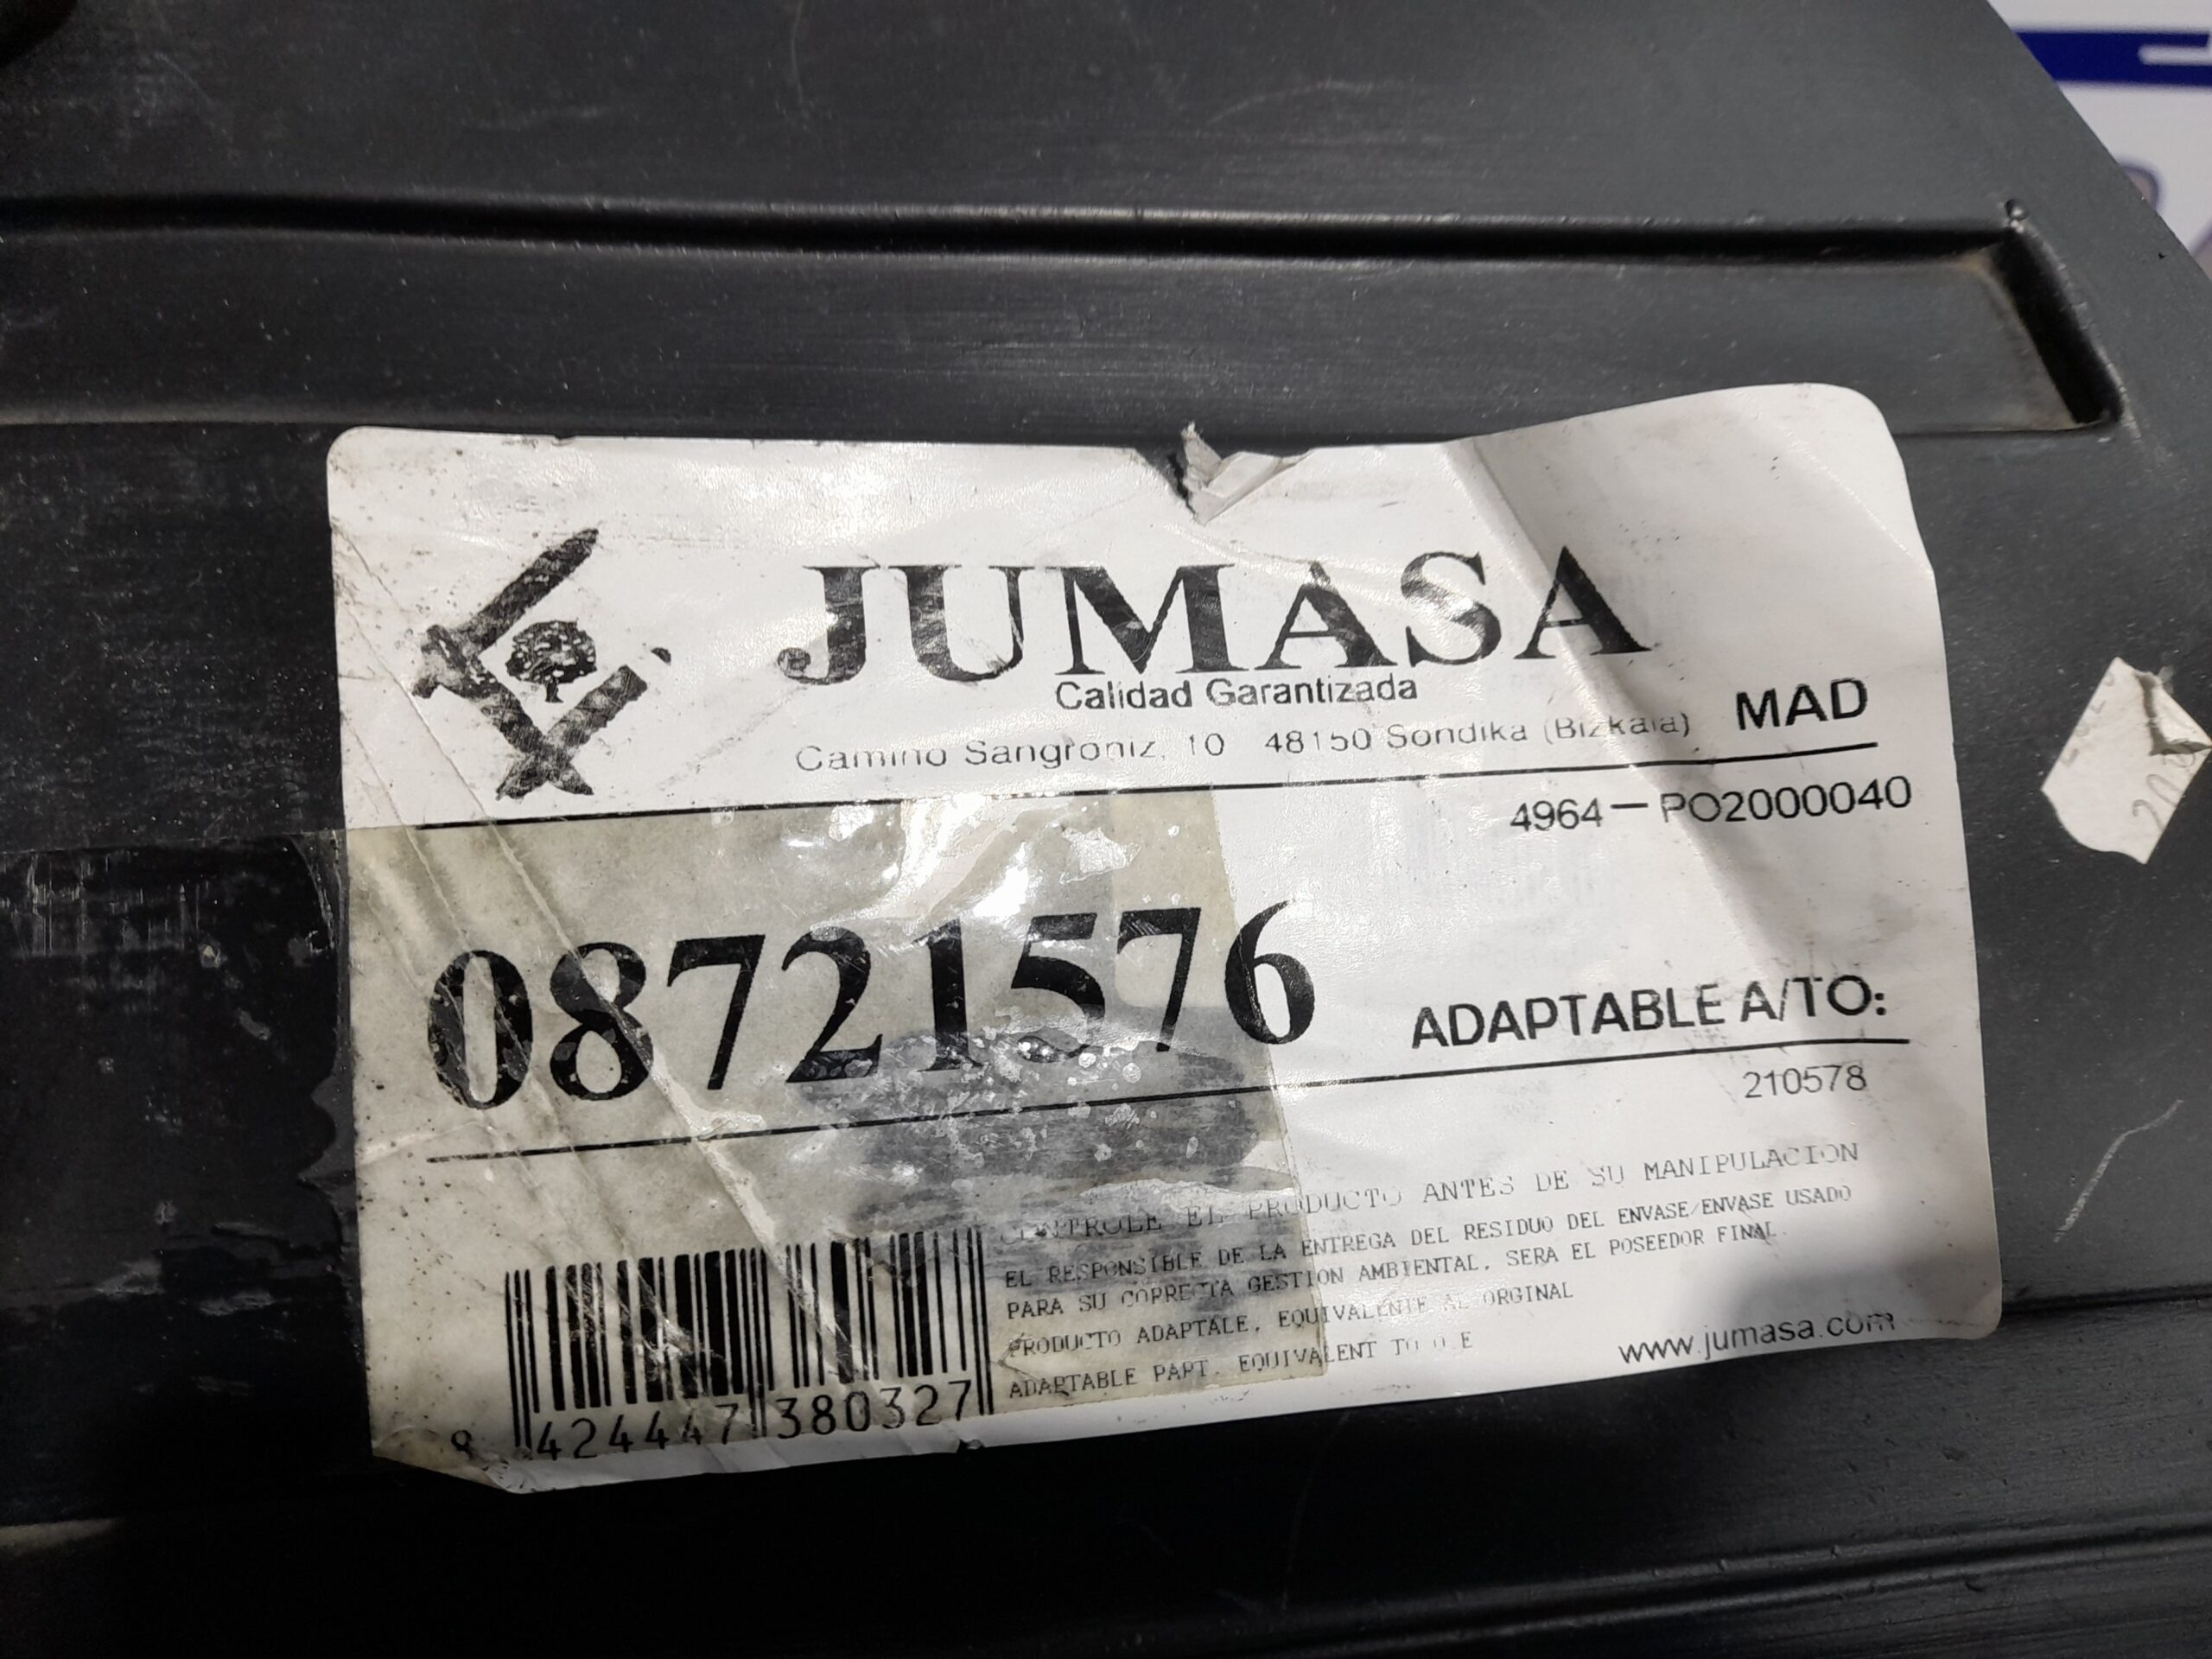 JUMASA
Calidad Garantizada
Camino Sangroniz, 10 48150 Sondika (Bizkaia) MAD
4964-PO2000040
08721576
ADAPTABLE A/TO:
210578
CONTROLE EL PRODUCTO ANTES DE SU MANIPULACION
EL RESPONSIBLE DE LA ENTREGA DEL RESIDUO DEL ENVASE/ENVASE USADO
PARA SU CORRECTA GESTION AMBIENTAL, SERA EL POSEEDOR FINAL
PRODUCTO ADAPTALE, EQUIVALENTE AL ORGINAL
ADAPTABLE PART, EQUIVALENT TO O E
www.jumasa.com
8 424447 380327